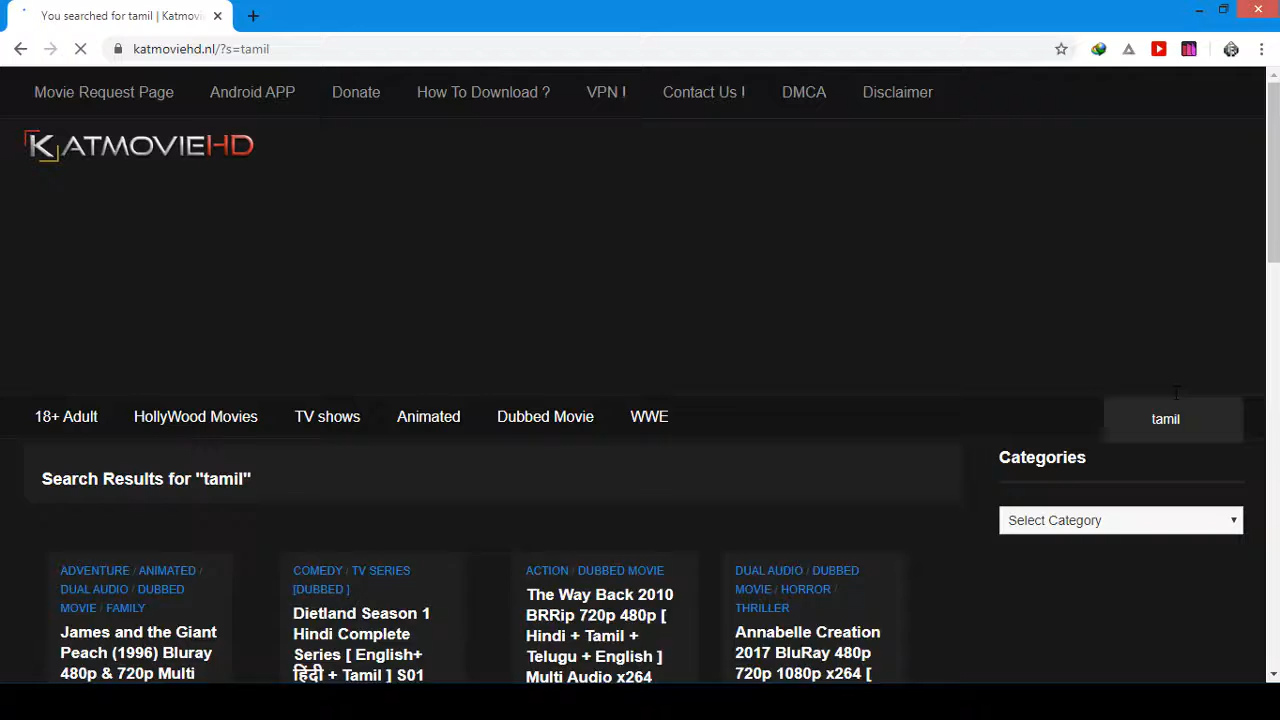 You searched for tamil | Katmovi
katmoviehd.nl/?s=tamil
Movie Request Page Android APP Donate How To Download ? VPN ! Contact Us ! DMCA Disclaimer
KATMOVIEHD
18+ Adult HollyWood Movies TV shows Animated Dubbed Movie WWE
tamil
Search Results for "tamil"
Categories
Select Category
ADVENTURE / ANIMATED /
DUAL AUDIO / DUBBED
MOVIE / FAMILY
James and the Giant
Peach (1996) Bluray
480p & 720p Multi
COMEDY / TV SERIES
[DUBBED ]
Dietland Season 1
Hindi Complete
Series [ English+
हिंदी + Tamil ] S01
ACTION / DUBBED MOVIE
The Way Back 2010
BRRip 720p 480p [
Hindi + Tamil +
Telugu + English ]
Multi Audio x264
DUAL AUDIO / DUBBED
MOVIE / HORROR /
THRILLER
Annabelle Creation
2017 BluRay 480p
720p 1080p x264 [